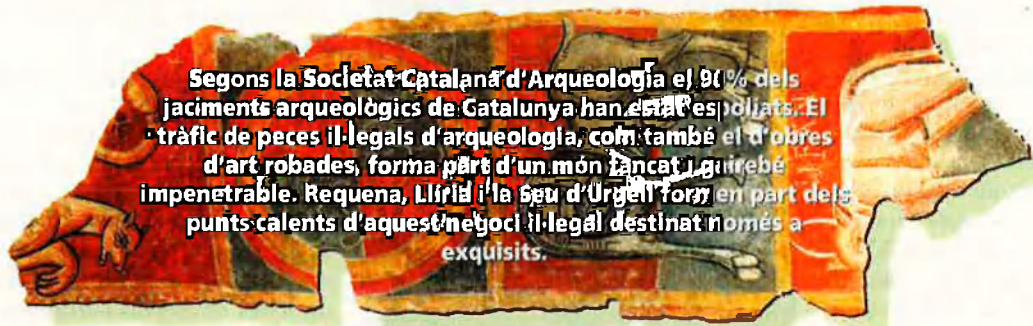 Segons la Societat Catalana d'Arqueologia el 90% dels
jaciments arqueològics de Catalunya han estat espoliats. El
tràfic de peces il·legals d'arqueologia, com també el d'obres
d'art robades, forma part d'un món tancat i gairebé
impenetrable. Requena, Llíria i la Seu d'Urgell formen part dels
punts calents d'aquest negoci il·legal destinat només a
exquisits.